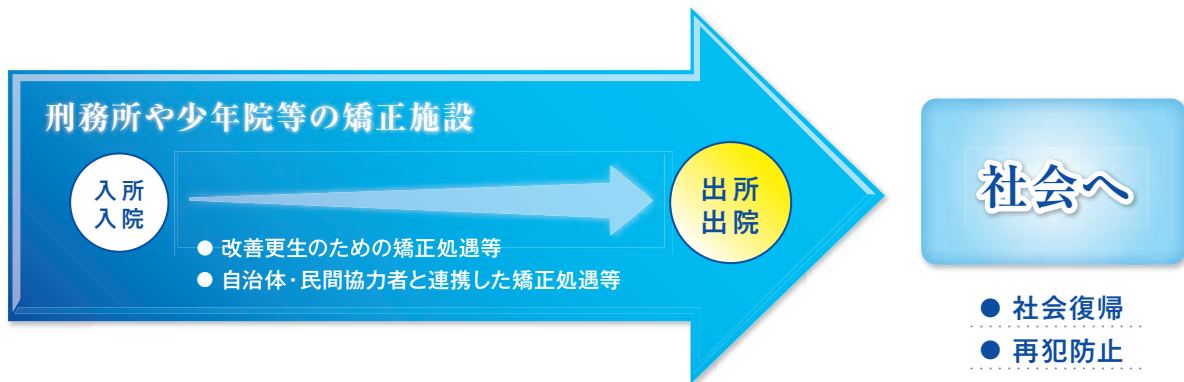 刑務所や少年院等の矯正施設
入所
入院
出所
出院
● 改善更生のための矯正処遇等
● 自治体・民間協力者と連携した矯正処遇等
社会へ
● 社会復帰
● 再犯防止